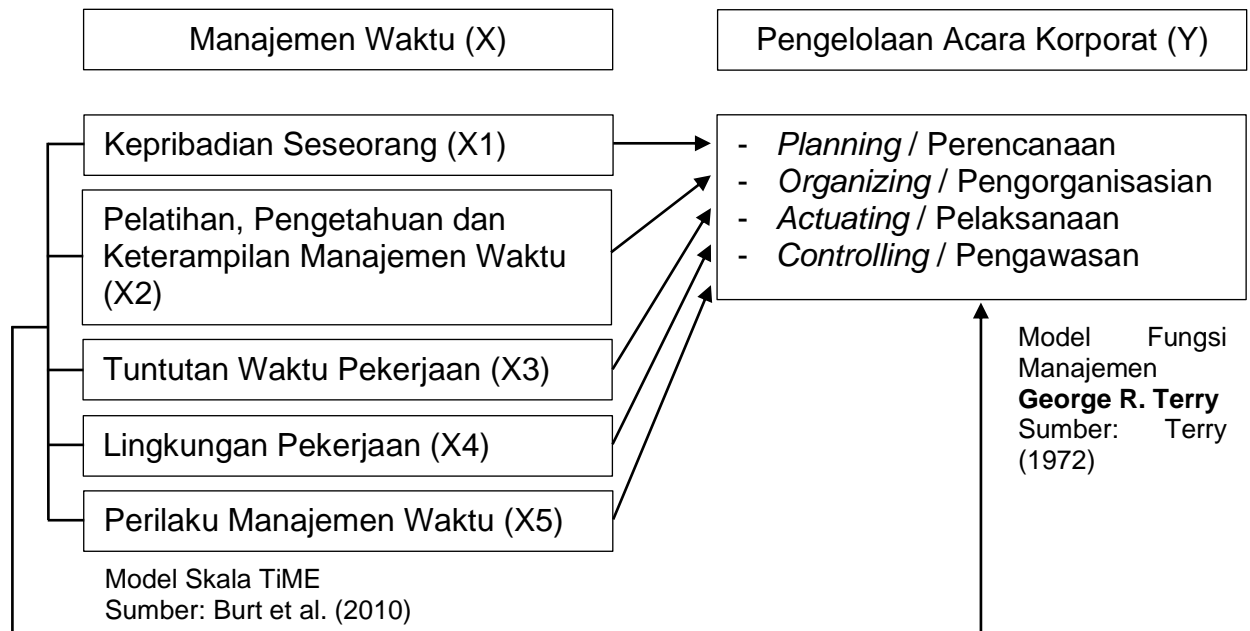 Manajemen Waktu (X)
Pengelolaan Acara Korporat (Y)
Kepribadian Seseorang (X1)
Pelatihan, Pengetahuan dan
Keterampilan Manajemen Waktu
(X2)
Tuntutan Waktu Pekerjaan (X3)
Lingkungan Pekerjaan (X4)
Perilaku Manajemen Waktu (X5)
Model Skala TiME
Sumber: Burt et al. (2010)
- Planning / Perencanaan
- Organizing / Pengorganisasian
- Actuating / Pelaksanaan
- Controlling / Pengawasan
Model Fungsi
Manajemen
George R. Terry
Sumber: Terry
(1972)